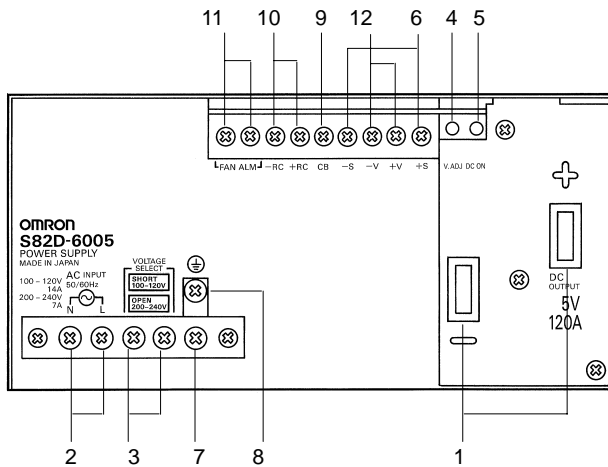 11 10 9 12 6 4 5
FAN ALM −RC +RC CB −S −V +V +S V.ADJ DC ON
OMRON
S82D-6005
POWER SUPPLY
MADE IN JAPAN
100 – 120V
14A
200 – 240V
7A
AC INPUT
50/60Hz
N L
VOLTAGE
SELECT
SHORT
100–120V
OPEN
200–240V
DC
OUTPUT
5V
120A
2 3 7 8 1